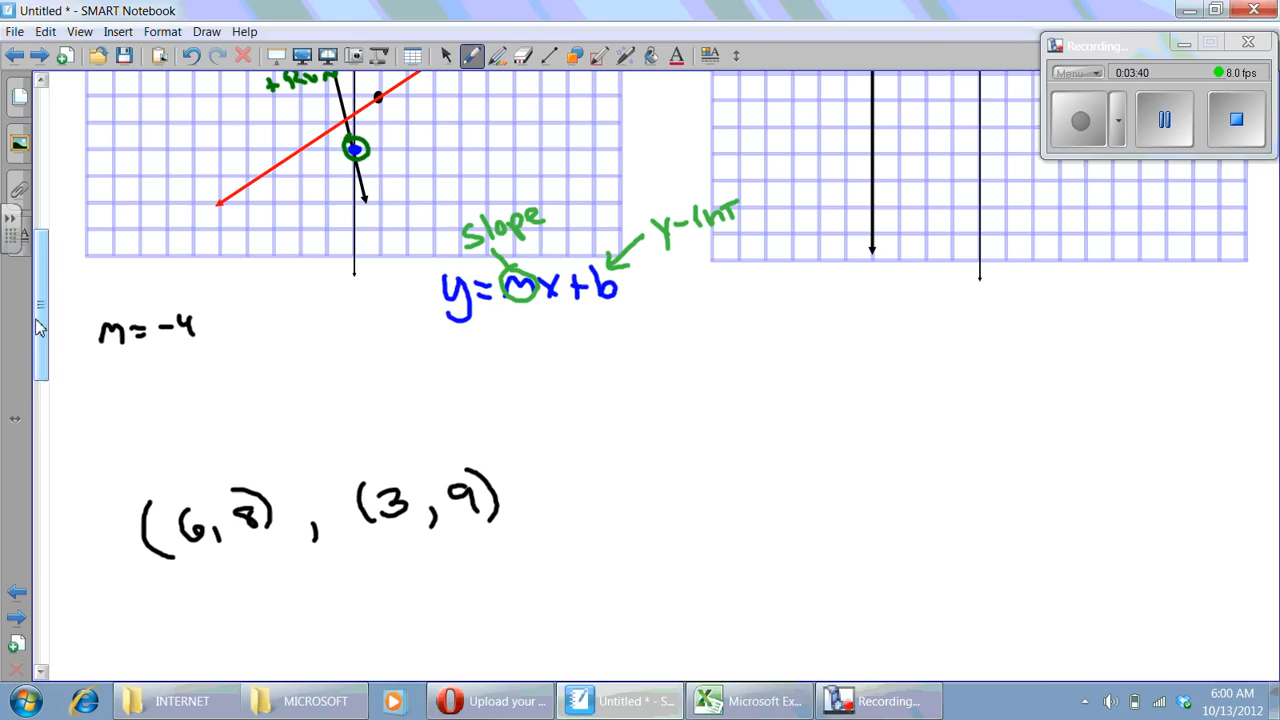 Untitled * - SMART Notebook
File Edit View Insert Format Draw Help
Recording...
Menu 0:03:40 8.0 fps
+ Run
slope
y-int
y=mx+b
m=-4
(6,8) , (3,9)
INTERNET MICROSOFT Upload your ... Untitled * - S... Microsoft Ex... Recording...
6:00 AM
10/13/2012